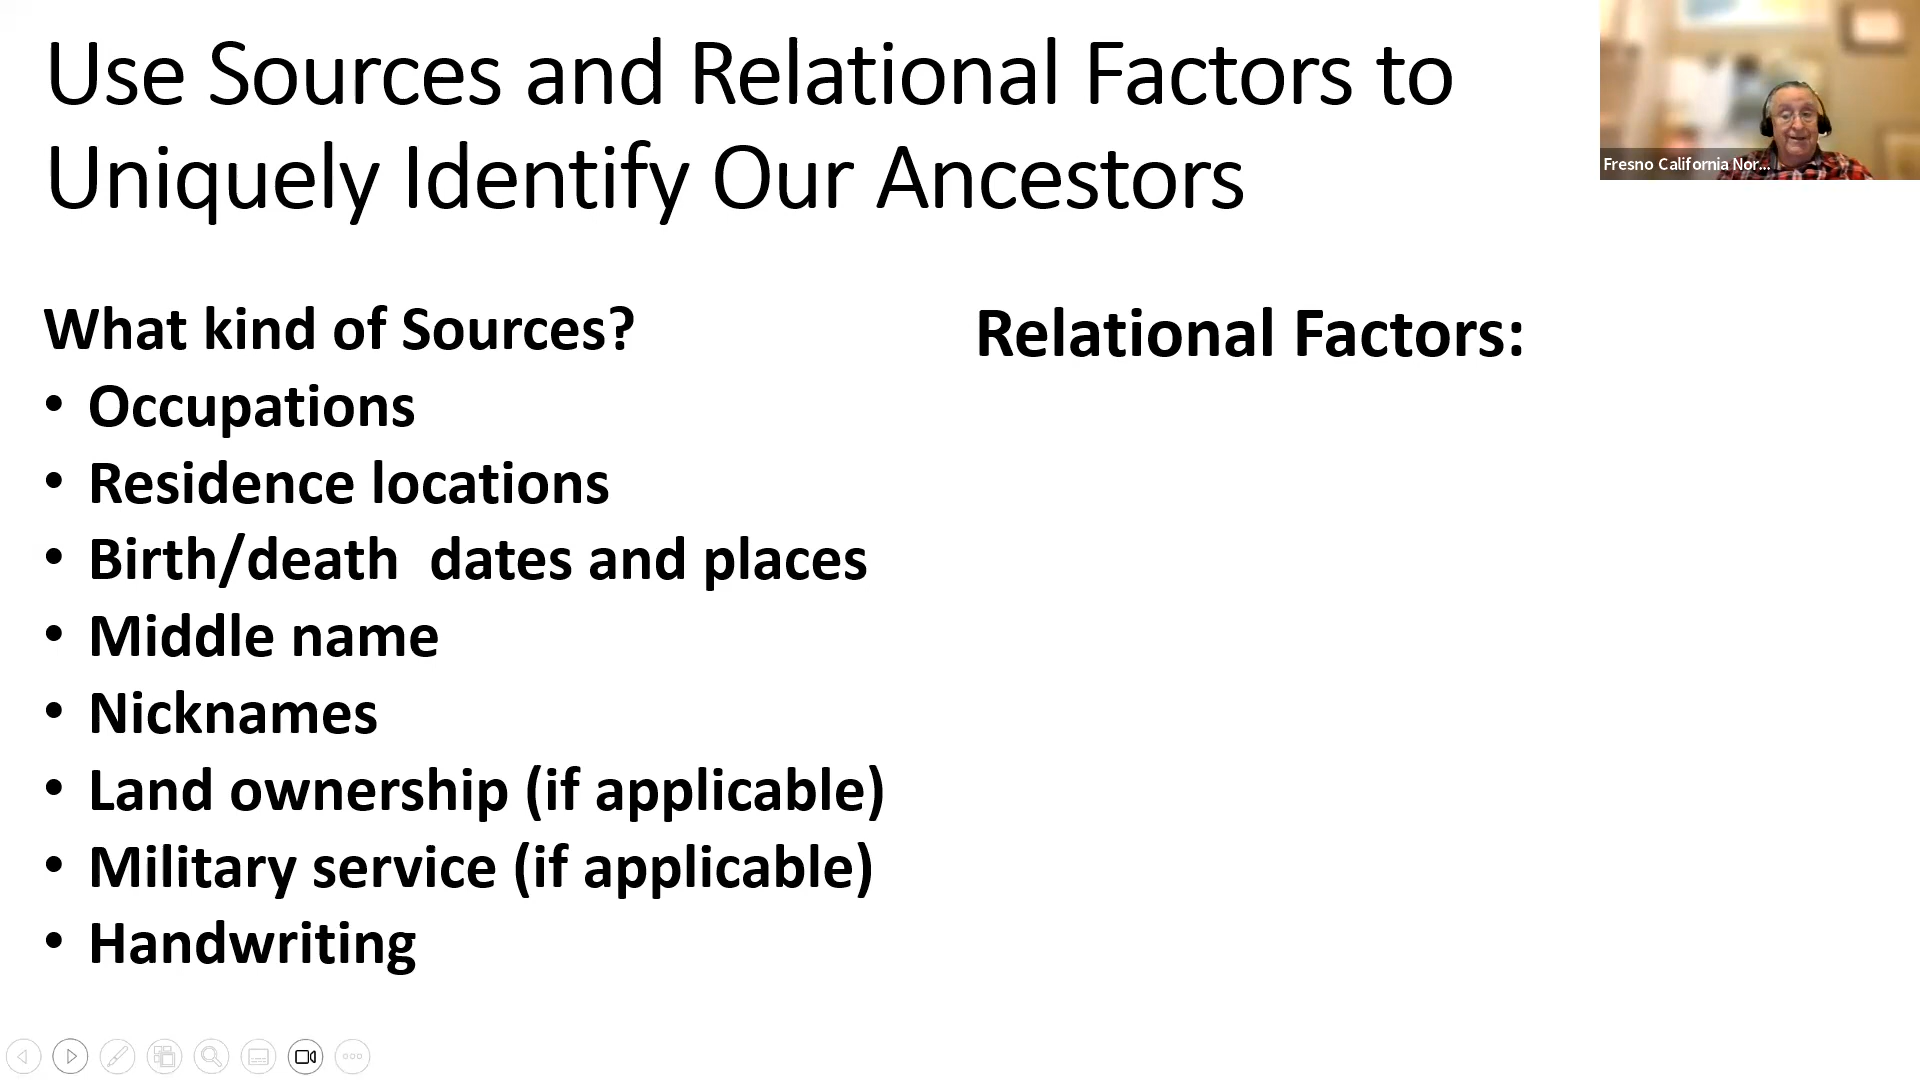 Use Sources and Relational Factors to
Uniquely Identify Our Ancestors
Fresno California Nor...
What kind of Sources?
• Occupations
• Residence locations
• Birth/death  dates and places
• Middle name
• Nicknames
• Land ownership (if applicable)
• Military service (if applicable)
• Handwriting
Relational Factors: